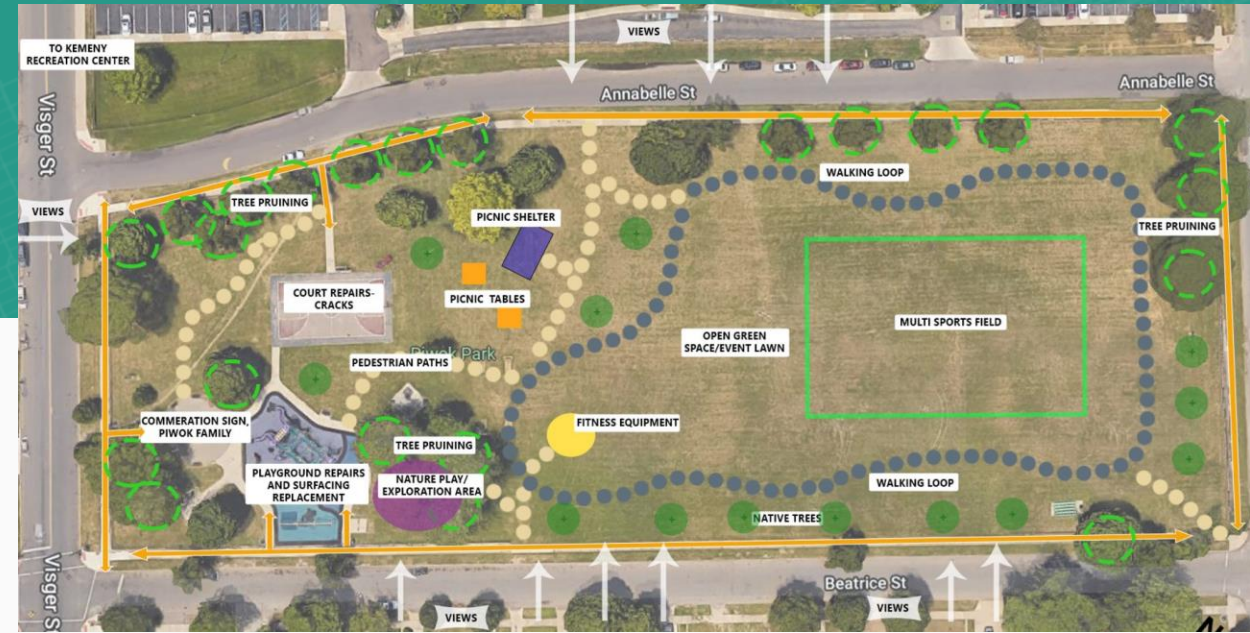 VIEWS
TO KEMENY
RECREATION CENTER
Annabelle St
Annabelle St
Visger St
WALKING LOOP
TREE PRUINING
VIEWS
PICNIC SHELTER
TREE PRUINING
COURT REPAIRS-
CRACKS
PICNIC TABLES
MULTI SPORTS FIELD
OPEN GREEN
SPACE/EVENT LAWN
Piwok Park
PEDESTRIAN PATHS
COMMERATION SIGN,
PIWOK FAMILY
FITNESS EQUIPMENT
TREE PRUINING
PLAYGROUND REPAIRS
AND SURFACING
REPLACEMENT
NATURE PLAY/
EXPLORATION AREA
WALKING LOOP
NATIVE TREES
Visger St
Beatrice St
VIEWS
VIEWS